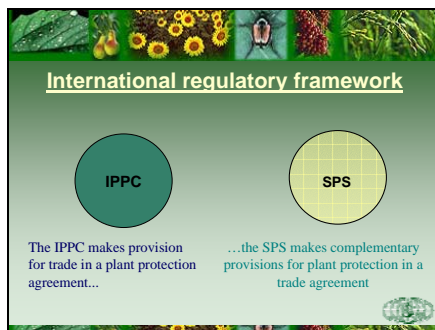 International regulatory framework
IPPC
SPS
The IPPC makes provision
for trade in a plant protection
agreement...
…the SPS makes complementary
provisions for plant protection in a
trade agreement